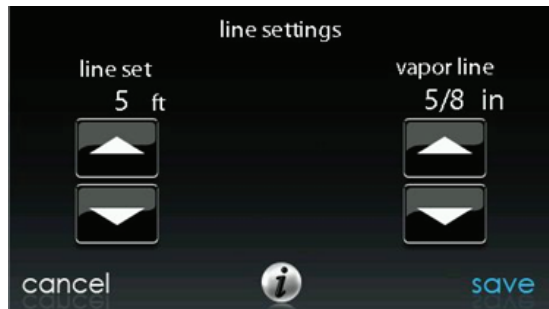 line settings
line set
5 ft
vapor line
5/8 in
cancel
i
save